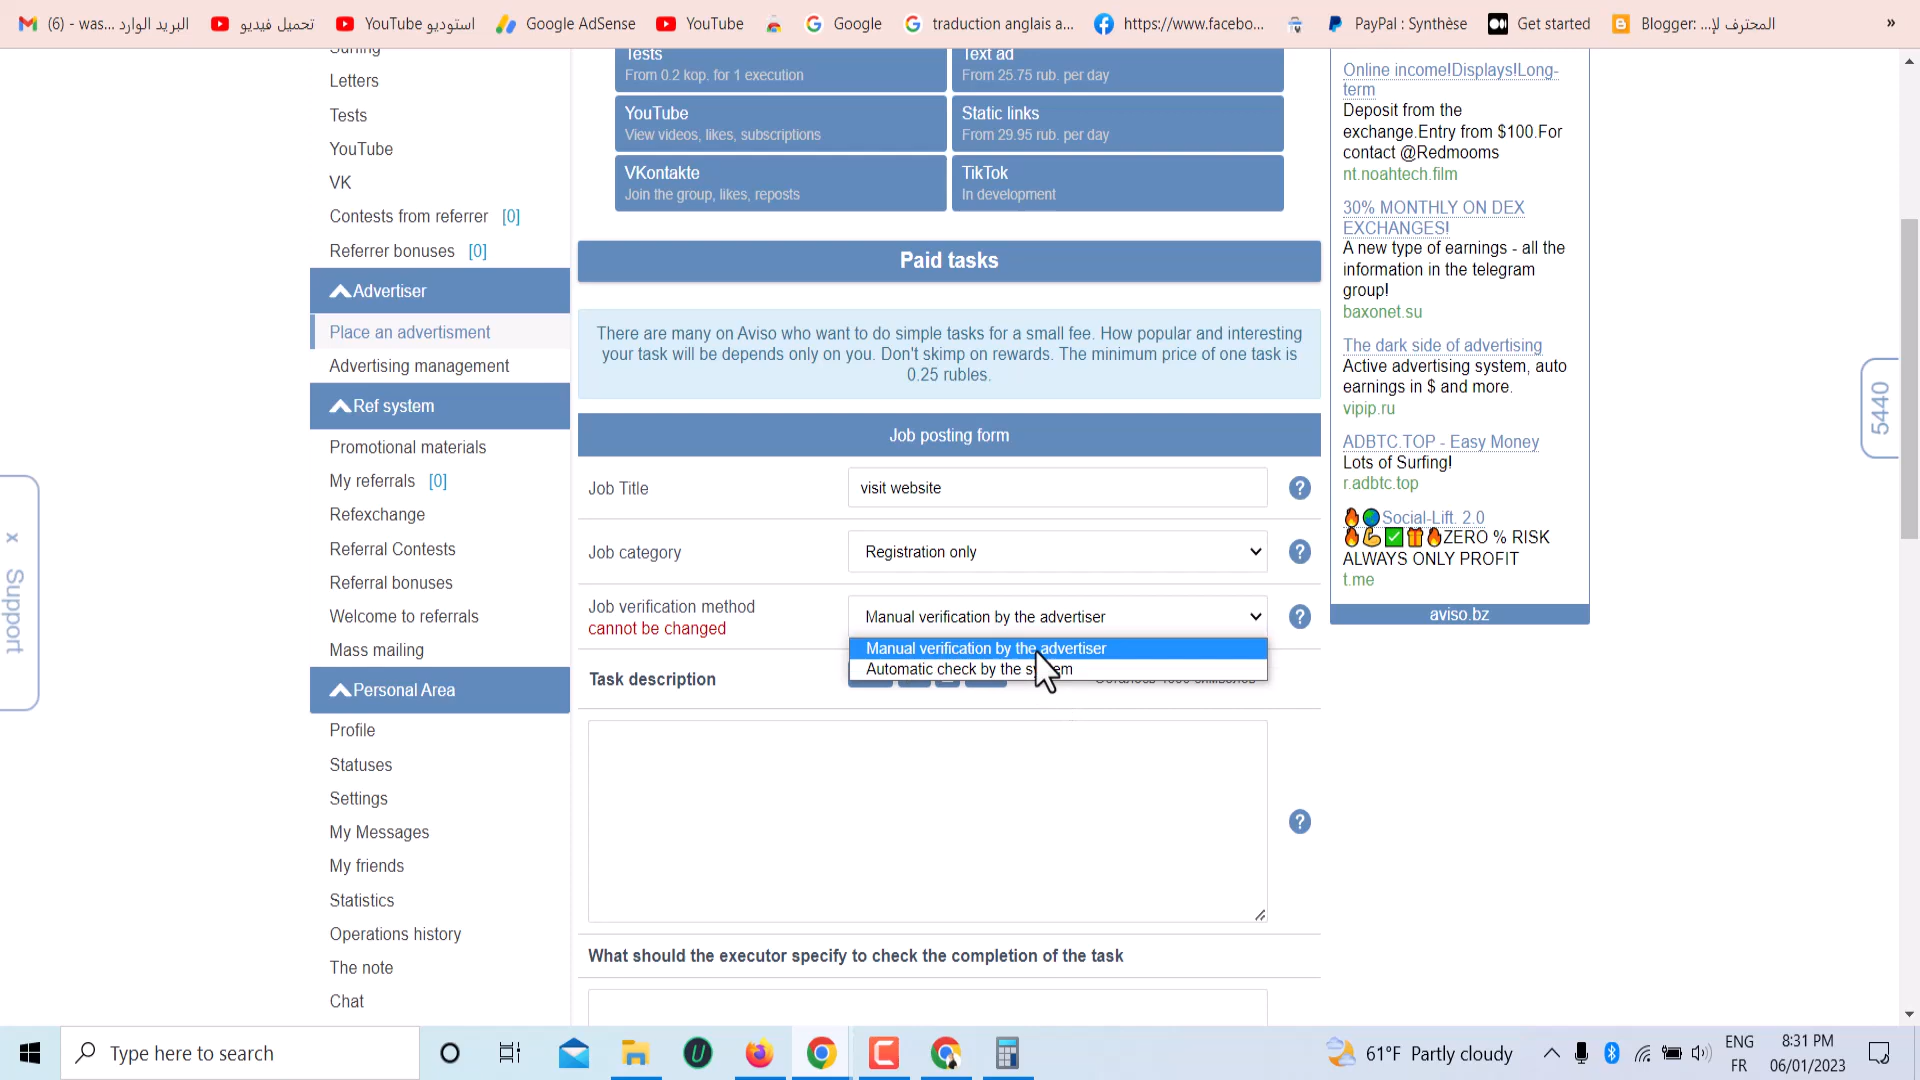 (6) - was... البريد الوارد
تحميل فيديو
YouTube استوديو
Google AdSense
YouTube
Google
traduction anglais a...
https://www.facebo...
PayPal : Synthèse
Get started
Blogger: ...المحترف لإ
»
Surfing
Letters
Tests
YouTube
VK
Contests from referrer [0]
Referrer bonuses [0]
Advertiser
Place an advertisment
Advertising management
Ref system
Promotional materials
My referrals [0]
Refexchange
Referral Contests
Referral bonuses
Welcome to referrals
Mass mailing
Personal Area
Profile
Statuses
Settings
My Messages
My friends
Statistics
Operations history
The note
Chat
x Support
Tests
From 0.2 kop. for 1 execution
Text ad
From 25.75 rub. per day
YouTube
View videos, likes, subscriptions
Static links
From 29.95 rub. per day
VKontakte
Join the group, likes, reposts
TikTok
In development
Paid tasks
There are many on Aviso who want to do simple tasks for a small fee. How popular and interesting
your task will be depends only on you. Don't skimp on rewards. The minimum price of one task is
0.25 rubles.
Job posting form
Job Title
visit website
?
Job category
Registration only
?
Job verification method
cannot be changed
Manual verification by the advertiser
?
Manual verification by the advertiser
Automatic check by the system
Task description
?
What should the executor specify to check the completion of the task
Online income!Displays!Long-
term
Deposit from the
exchange.Entry from $100.For
contact @Redmooms
nt.noahtech.film
30% MONTHLY ON DEX
EXCHANGES!
A new type of earnings - all the
information in the telegram
group!
baxonet.su
The dark side of advertising
Active advertising system, auto
earnings in $ and more.
vipip.ru
ADBTC.TOP - Easy Money
Lots of Surfing!
r.adbtc.top
🔥🌍Social-Lift. 2.0
🔥💪✅🎁🔥ZERO % RISK
ALWAYS ONLY PROFIT
t.me
aviso.bz
5440
Type here to search
61°F Partly cloudy
ENG
FR
8:31 PM
06/01/2023